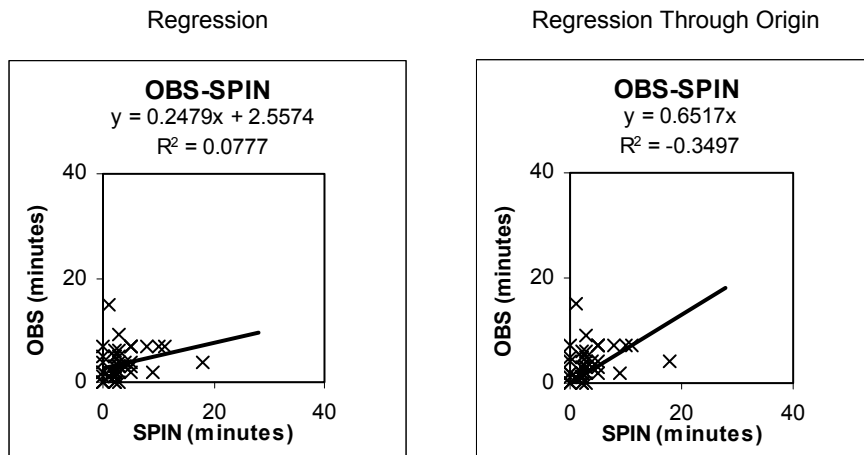 Regression
OBS-SPIN
y = 0.2479x + 2.5574
R² = 0.0777
40
20
0
OBS (minutes)
0 20 40
SPIN (minutes)
Regression Through Origin
OBS-SPIN
y = 0.6517x
R² = -0.3497
40
20
0
OBS (minutes)
0 20 40
SPIN (minutes)